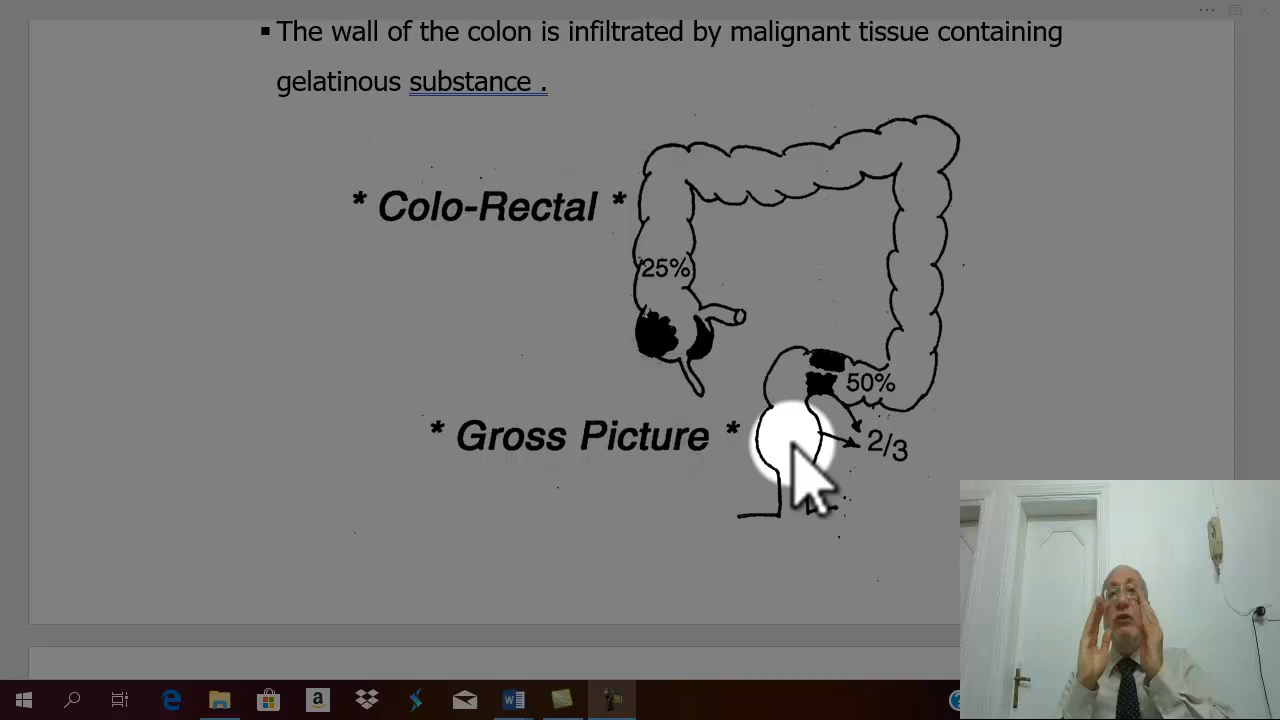 ▪ The wall of the colon is infiltrated by malignant tissue containing
gelatinous substance .
* Colo-Rectal *
25%
50%
* Gross Picture *
2/3